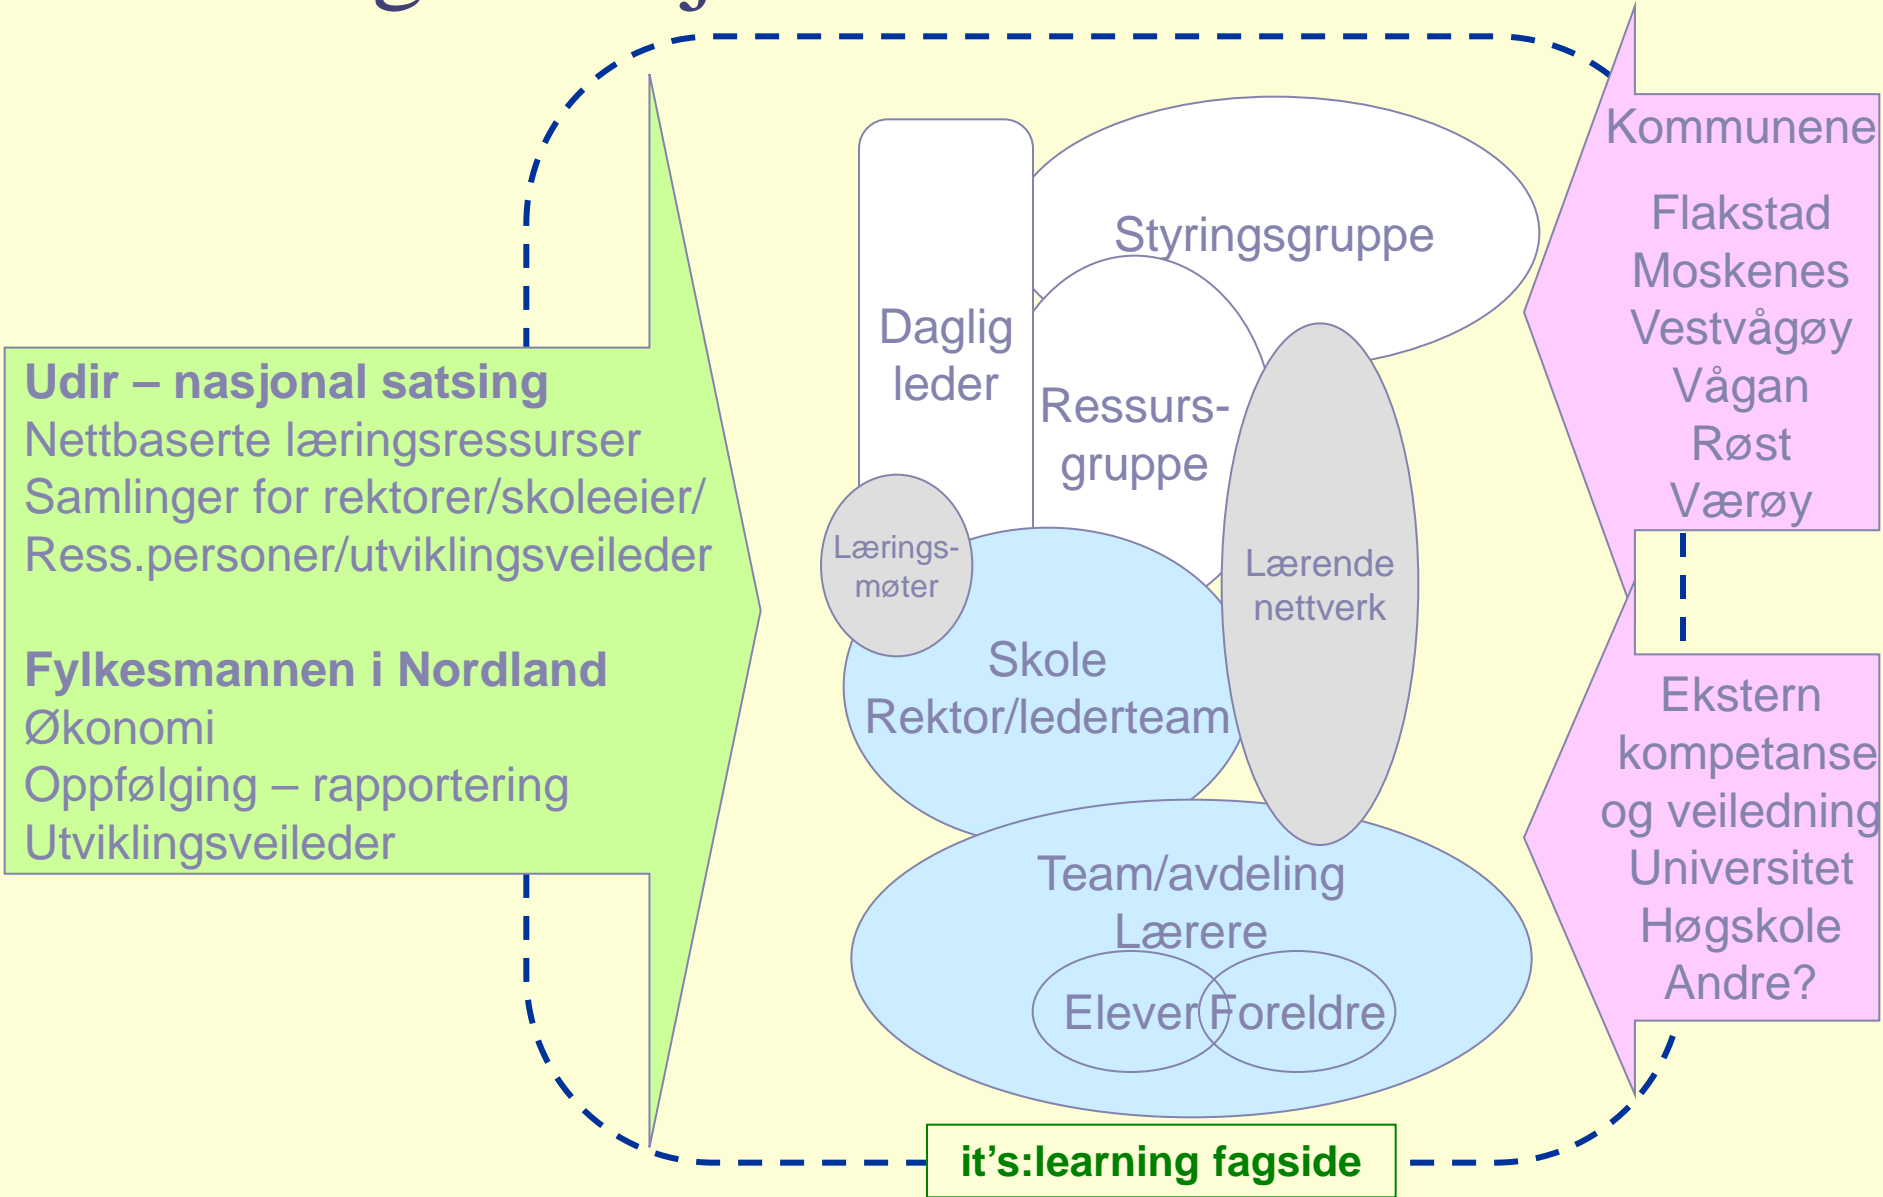 Udir – nasjonal satsing
Nettbaserte læringsressurser
Samlinger for rektorer/skoleeier/
Ress.personer/utviklingsveileder
Fylkesmannen i Nordland
Økonomi
Oppfølging – rapportering
Utviklingsveileder
Daglig
leder
Styringsgruppe
Ressurs-
gruppe
Lærings-
møter
Lærende
nettverk
Skole
Rektor/lederteam
Team/avdeling
Lærere
Elever
Foreldre
Kommunene
Flakstad
Moskenes
Vestvågøy
Vågan
Røst
Værøy
Ekstern
kompetanse
og veiledning
Universitet
Høgskole
Andre?
it's:learning fagside